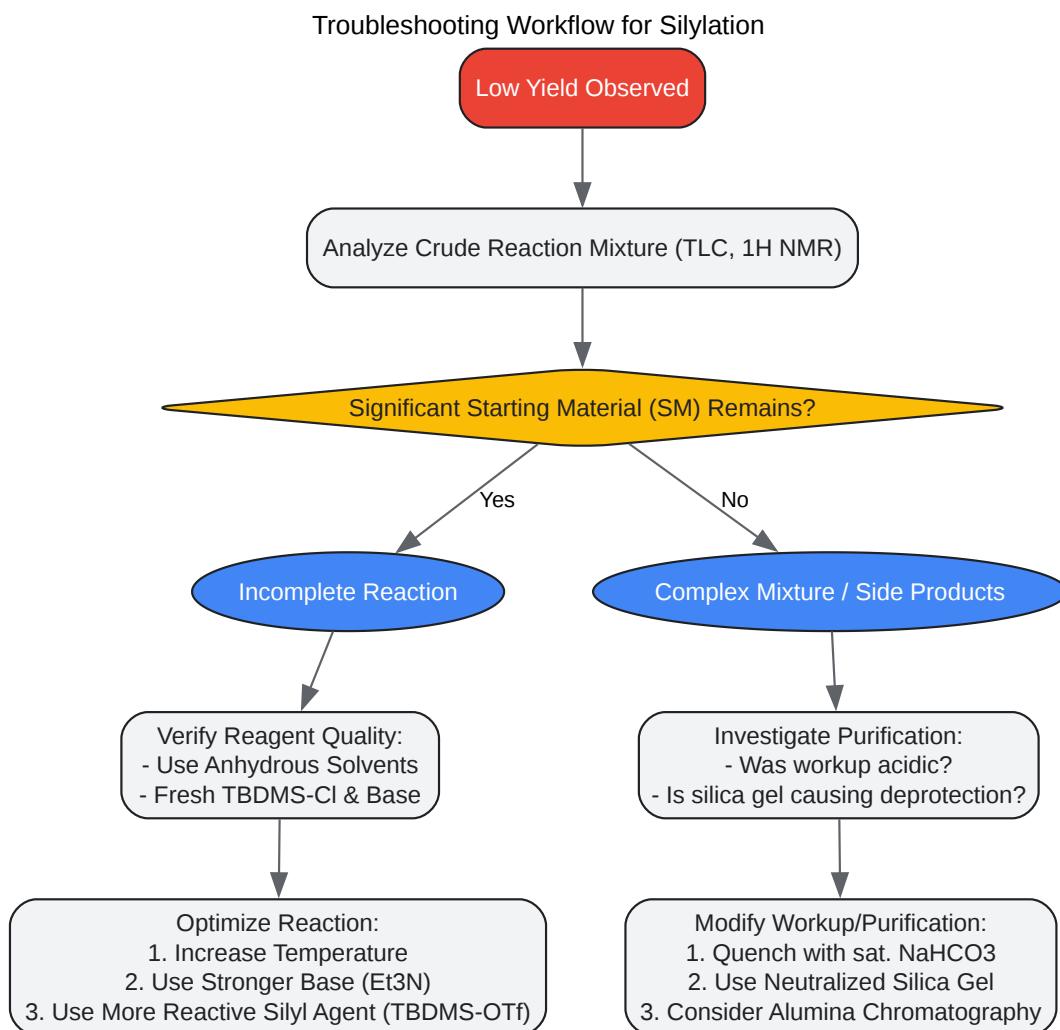 Troubleshooting Workflow for Silylation
Low Yield Observed
Analyze Crude Reaction Mixture (TLC, 1H NMR)
Significant Starting Material (SM) Remains?
Yes
No
Incomplete Reaction
Complex Mixture / Side Products
Verify Reagent Quality:
- Use Anhydrous Solvents
- Fresh TBDMS-Cl & Base
Investigate Purification:
- Was workup acidic?
- Is silica gel causing deprotection?
Optimize Reaction:
1. Increase Temperature
2. Use Stronger Base (Et3N)
3. Use More Reactive Silyl Agent (TBDMS-OTf)
Modify Workup/Purification:
1. Quench with sat. NaHCO3
2. Use Neutralized Silica Gel
3. Consider Alumina Chromatography